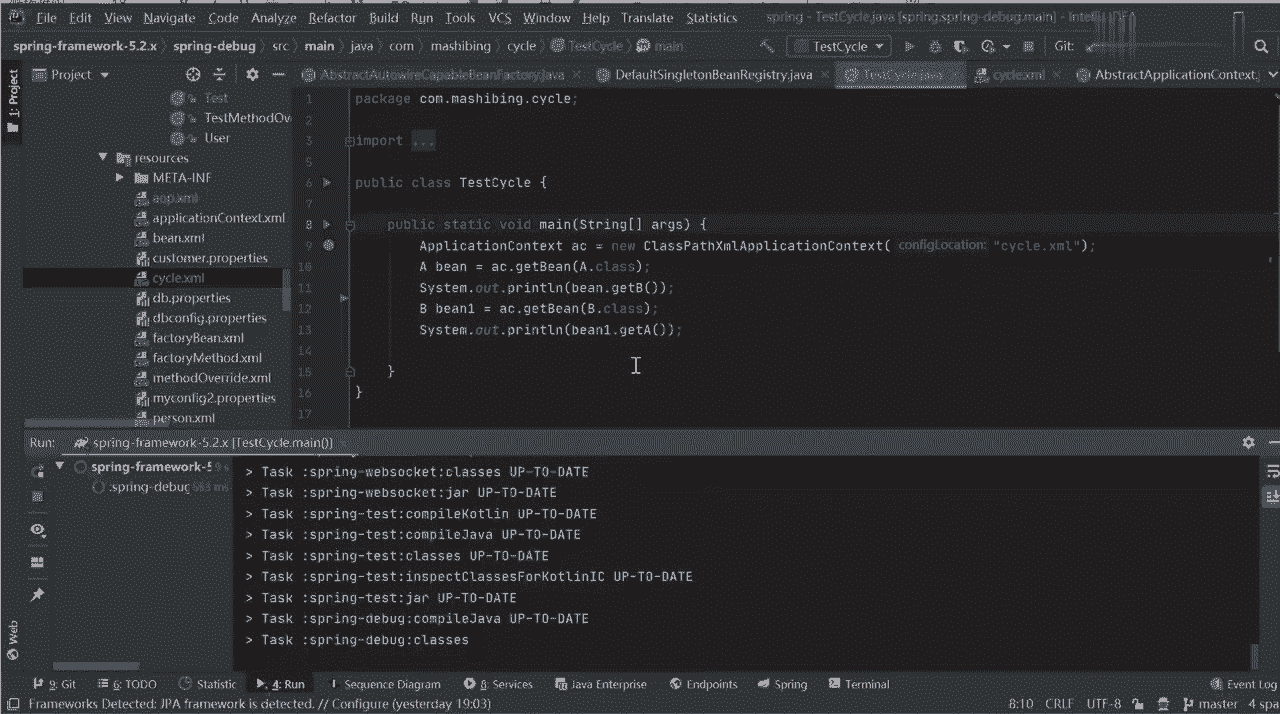 File Edit View Navigate Code Analyze Refactor Build Run Tools VCS Window Help Translate Statistics spring - TestCycle.java [spring.spring-debug.main] -
spring-framework-5.2.x spring-debug src main java com mashibing cycle TestCycle main TestCycle Git:
1: Project
Project
AbstractAutowireCapableBeanFactory.java DefaultSingletonBeanRegistry.java TestCycle.java cycle.xml AbstractApplicationContext.
Test
TestMethodOv
User
resources
META-INF
aop.xml
applicationContext.xml
bean.xml
customer.properties
cycle.xml
db.properties
dbconfig.properties
factoryBean.xml
factoryMethod.xml
methodOverride.xml
myconfig2.properties
person.xml
1 package com.mashibing.cycle;
2
3 import ...
5
6 public class TestCycle {
7
8 public static void main(String[] args) {
9 ApplicationContext ac = new ClassPathXmlApplicationContext( configLocation: "cycle.xml");
10 A bean = ac.getBean(A.class);
11 System.out.println(bean.getB());
12 B bean1 = ac.getBean(B.class);
13 System.out.println(bean1.getA());
14
15 }
16 }
17
Run: spring-framework-5.2.x [TestCycle.main()]
spring-framework-5 9 s
:spring-debug 583 ms
> Task :spring-websocket:classes UP-TO-DATE
> Task :spring-websocket:jar UP-TO-DATE
> Task :spring-test:compileKotlin UP-TO-DATE
> Task :spring-test:compileJava UP-TO-DATE
> Task :spring-test:classes UP-TO-DATE
> Task :spring-test:inspectClassesForKotlinIC UP-TO-DATE
> Task :spring-test:jar UP-TO-DATE
> Task :spring-debug:compileJava UP-TO-DATE
> Task :spring-debug:classes
Web
9: Git 6: TODO Statistic 4: Run Sequence Diagram 8: Services Java Enterprise Endpoints Spring Terminal Event Log
Frameworks Detected: JPA framework is detected. // Configure (yesterday 19:03) 8:10 CRLF UTF-8 master 4 spa